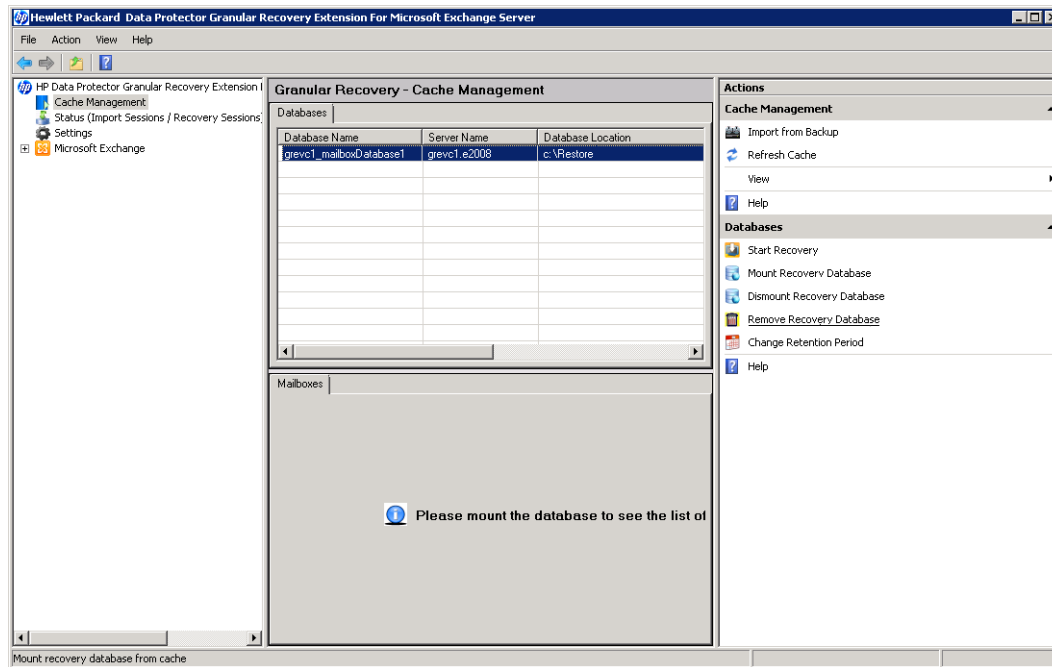 Hewlett Packard Data Protector Granular Recovery Extension For Microsoft Exchange Server
File Action View Help
HP Data Protector Granular Recovery Extension
Cache Management
Status (Import Sessions / Recovery Sessions)
Settings
Microsoft Exchange
Granular Recovery - Cache Management
Databases
Database Name Server Name Database Location
grevc1_mailboxDatabase1 grevc1.e2008 c:\Restore
Mailboxes
Please mount the database to see the list of
Actions
Cache Management
Import from Backup
Refresh Cache
View
Help
Databases
Start Recovery
Mount Recovery Database
Dismount Recovery Database
Remove Recovery Database
Change Retention Period
Help
Mount recovery database from cache